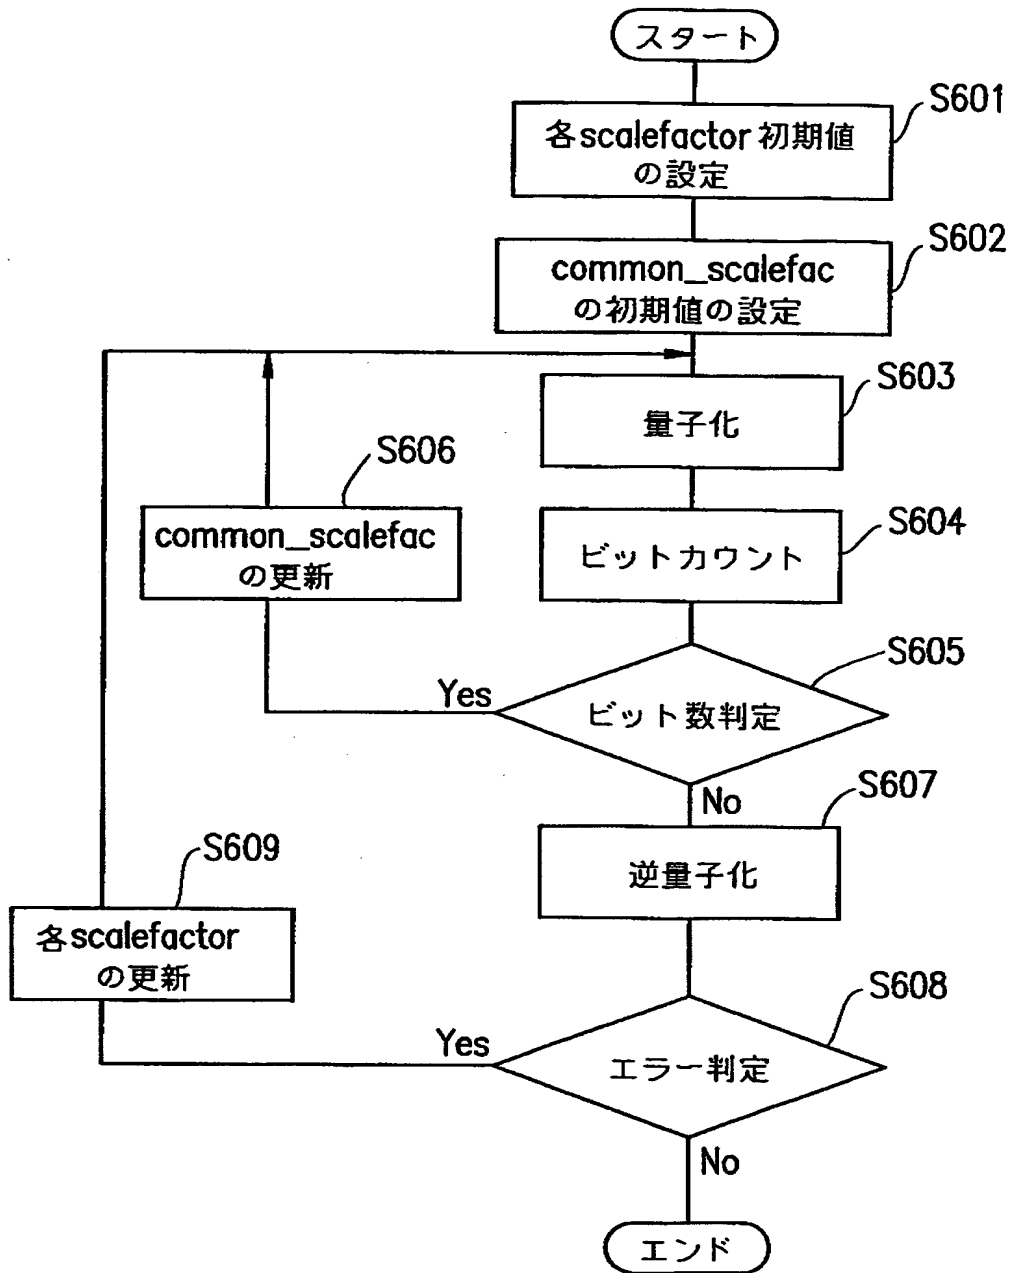 スタート
S601
各scalefactor 初期値
の設定
S602
common_scalefac
の初期値の設定
S603
量子化
S606
common_scalefac
の更新
S604
ビットカウント
S605
Yes
ビット数判定
No
S607
逆量子化
S609
各scalefactor
の更新
S608
Yes
エラー判定
No
エンド